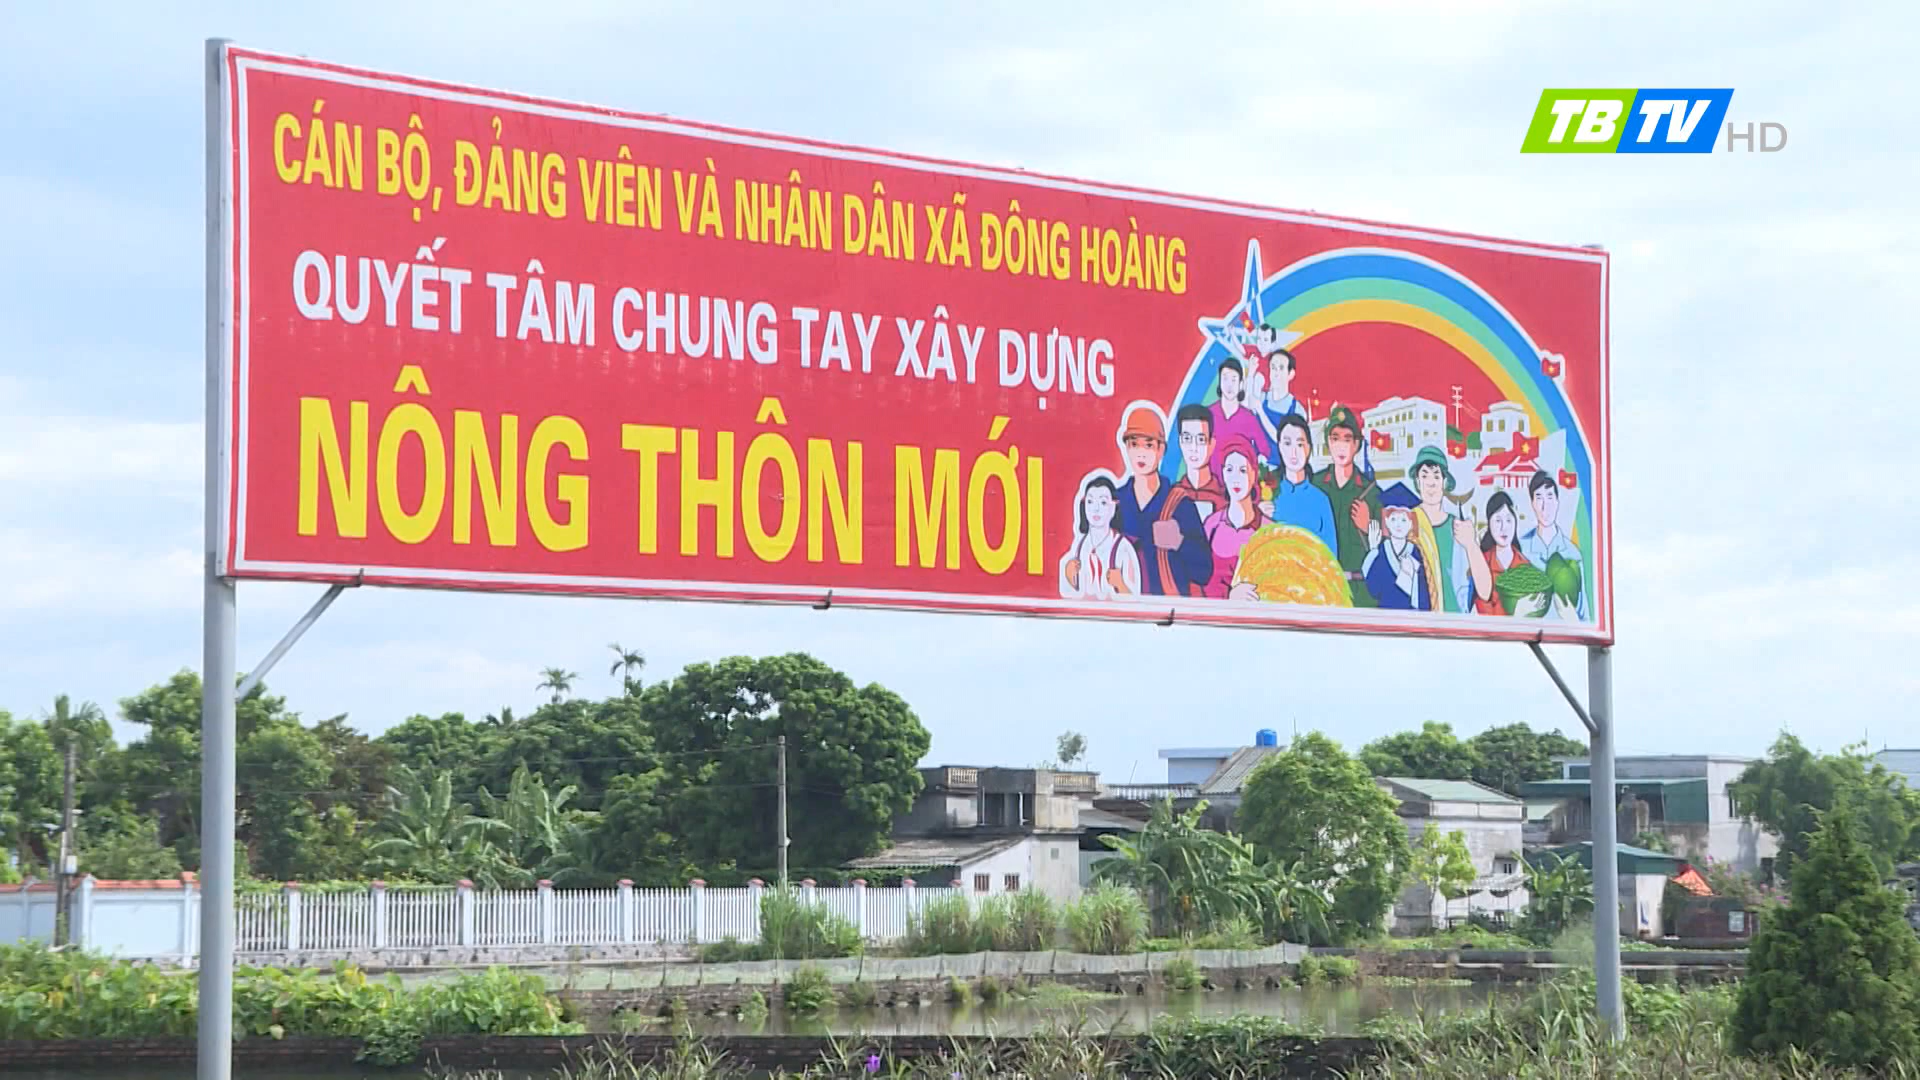 TBTV HD
CÁN BỘ, ĐẢNG VIÊN VÀ NHÂN DÂN XÃ ĐÔNG HOÀNG
QUYẾT TÂM CHUNG TAY XÂY DỰNG
NÔNG THÔN MỚI